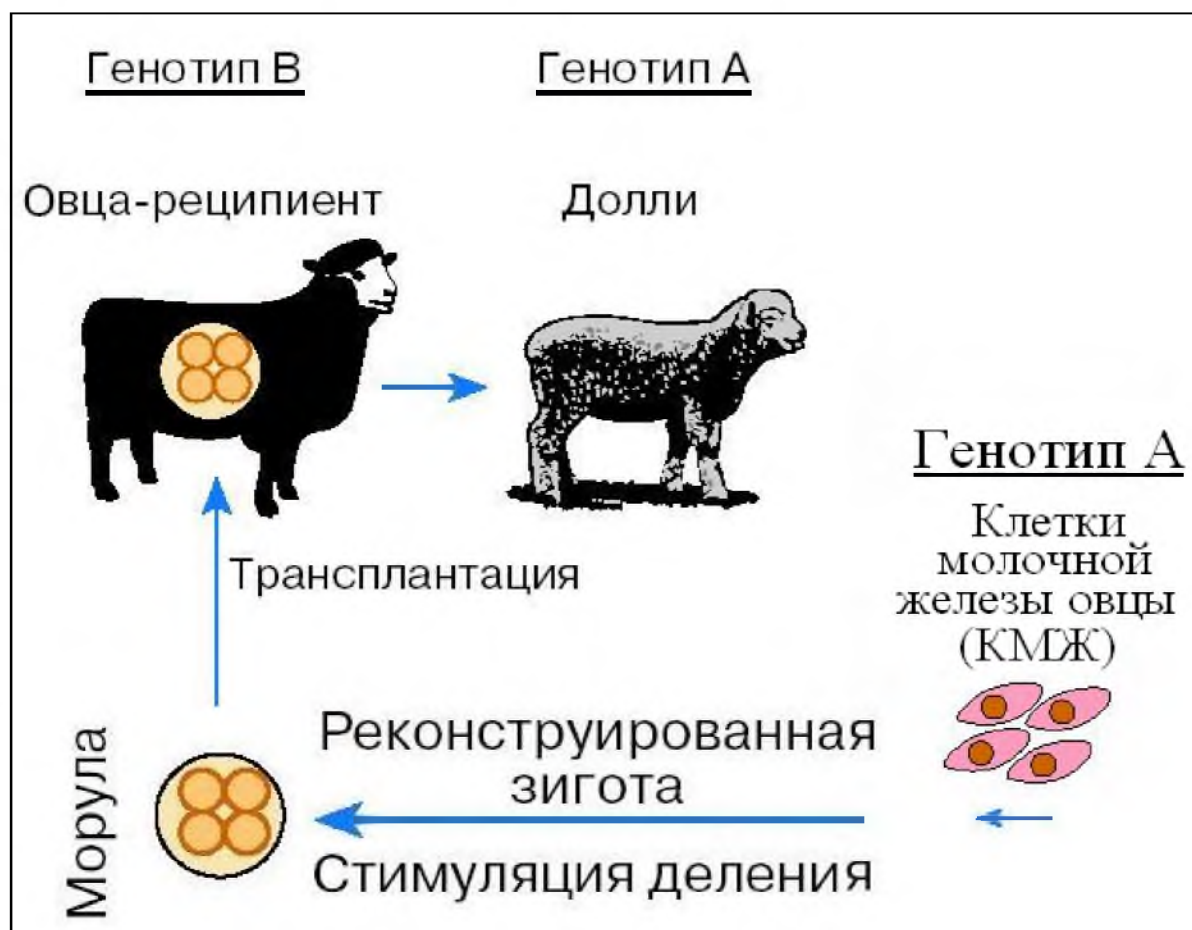 Генотип В
Генотип А
Овца-реципиент
Долли
Генотип А
Клетки
молочной
железы овцы
(КМЖ)
Трансплантация
Морула
Реконструированная
зигота
Стимуляция деления